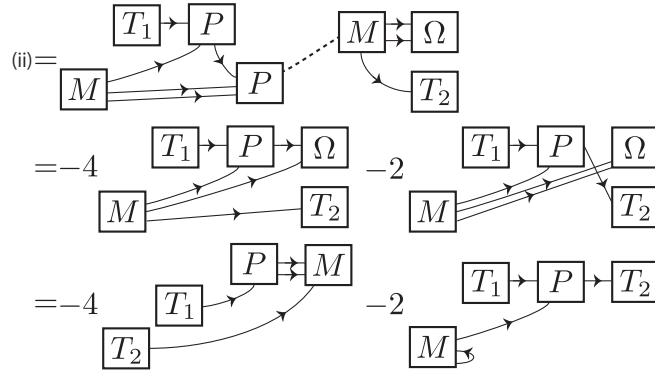 T₁ P M Ω
(ii)=
M P T₂
T₁ P Ω T₁ P Ω
=−4 −2
M T₂ M T₂
P M T₁ P T₂
=−4 T₁ −2
T₂ M